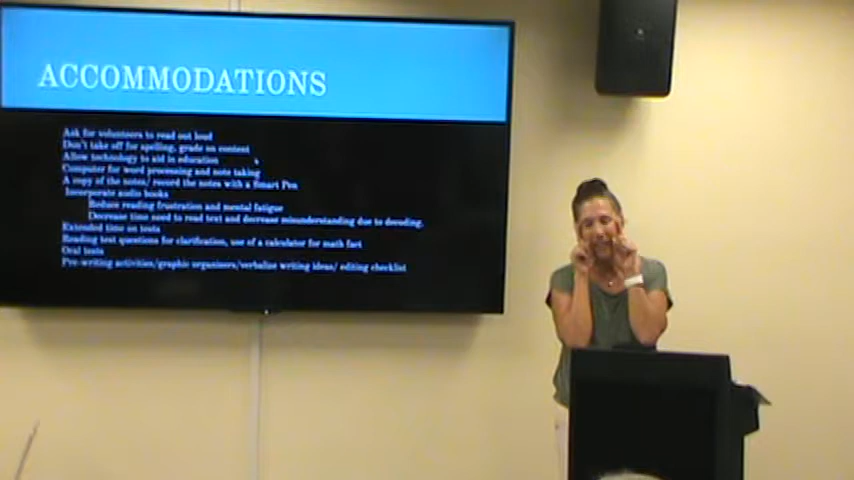 ACCOMMODATIONS
Ask for volunteers to read out loud
Don't take off for spelling, grade on content
Allow technology to aid in education
Computer for word processing and note taking
A copy of the notes/ record the notes with a Smart Pen
Incorporate audio books
Reduce reading frustration and mental fatigue
Decrease time need to read text and decrease misunderstanding due to decoding.
Extended time on tests
Reading test questions for clarification, use of a calculator for math fact
Oral tests
Pre-writing activities/graphic organizers/verbalize writing ideas/ editing checklist